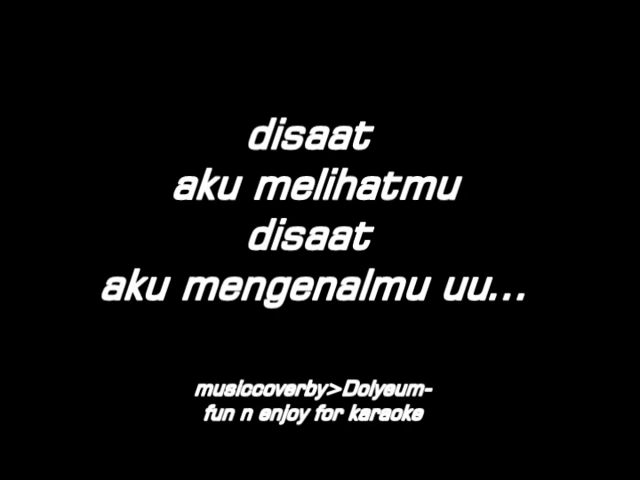 disaat
aku melihatmu
disaat
aku mengenalmu uu...
musiccoverby>Dolyeum-
fun n enjoy for karaoke